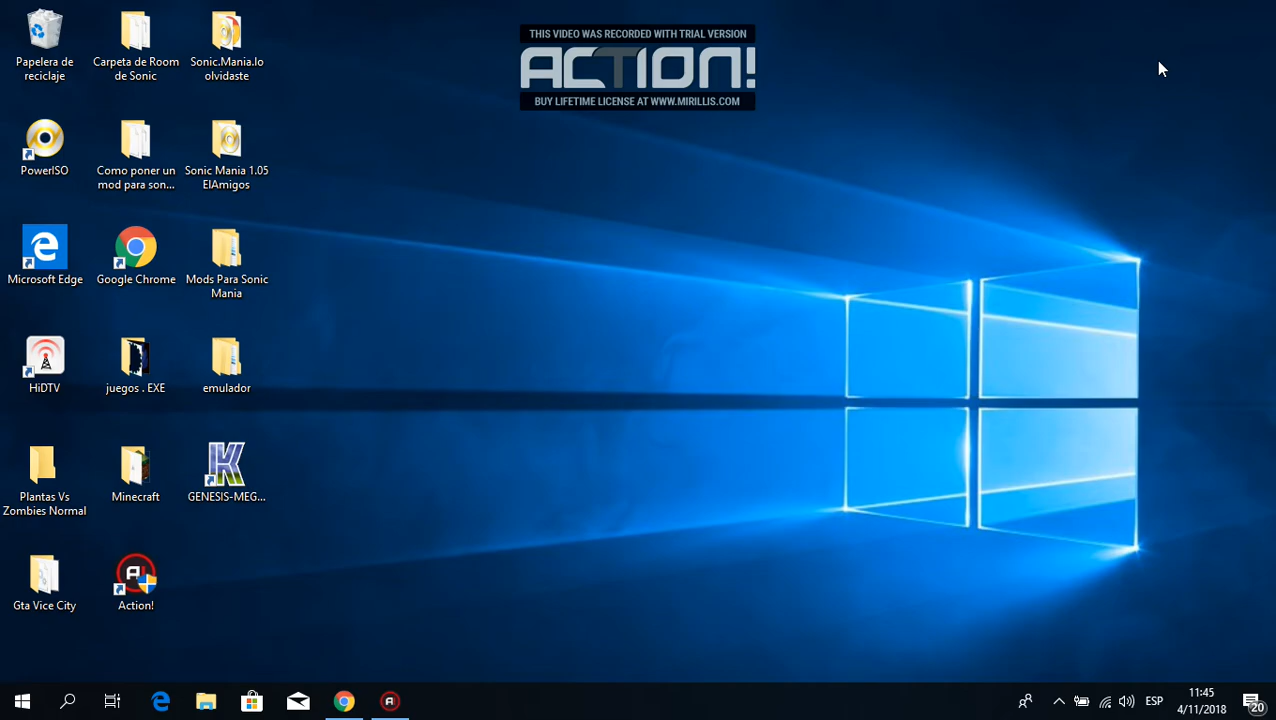 THIS VIDEO WAS RECORDED WITH TRIAL VERSION
ACTION!
BUY LIFETIME LICENSE AT WWW.MIRILLIS.COM
Papelera de
reciclaje
Carpeta de Room
de Sonic
Sonic.Mania.lo
olvidaste
PowerISO
Como poner un
mod para son...
Sonic Mania 1.05
ElAmigos
Microsoft Edge
Google Chrome
Mods Para Sonic
Mania
HiDTV
juegos . EXE
emulador
Plantas Vs
Zombies Normal
Minecraft
GENESIS-MEG...
Gta Vice City
Action!
ESP
11:45
4/11/2018
20